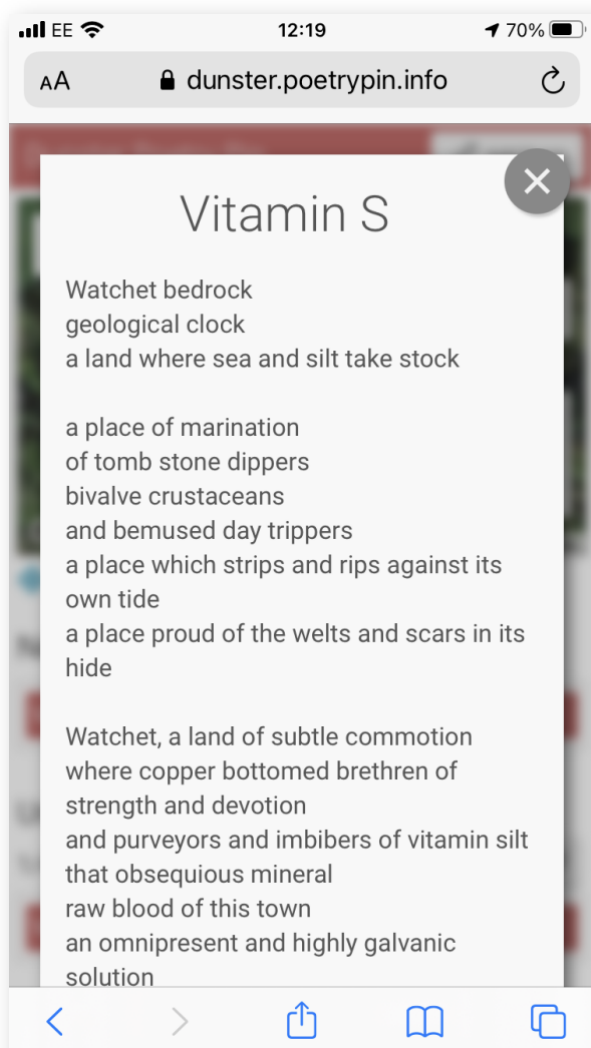 EE
12:19
70%
AA
dunster.poetrypin.info
Vitamin S
Watchet bedrock
geological clock
a land where sea and silt take stock
a place of marination
of tomb stone dippers
bivalve crustaceans
and bemused day trippers
a place which strips and rips against its
own tide
a place proud of the welts and scars in its
hide
Watchet, a land of subtle commotion
where copper bottomed brethren of
strength and devotion
and purveyors and imbibers of vitamin silt
that obsequious mineral
raw blood of this town
an omnipresent and highly galvanic
solution